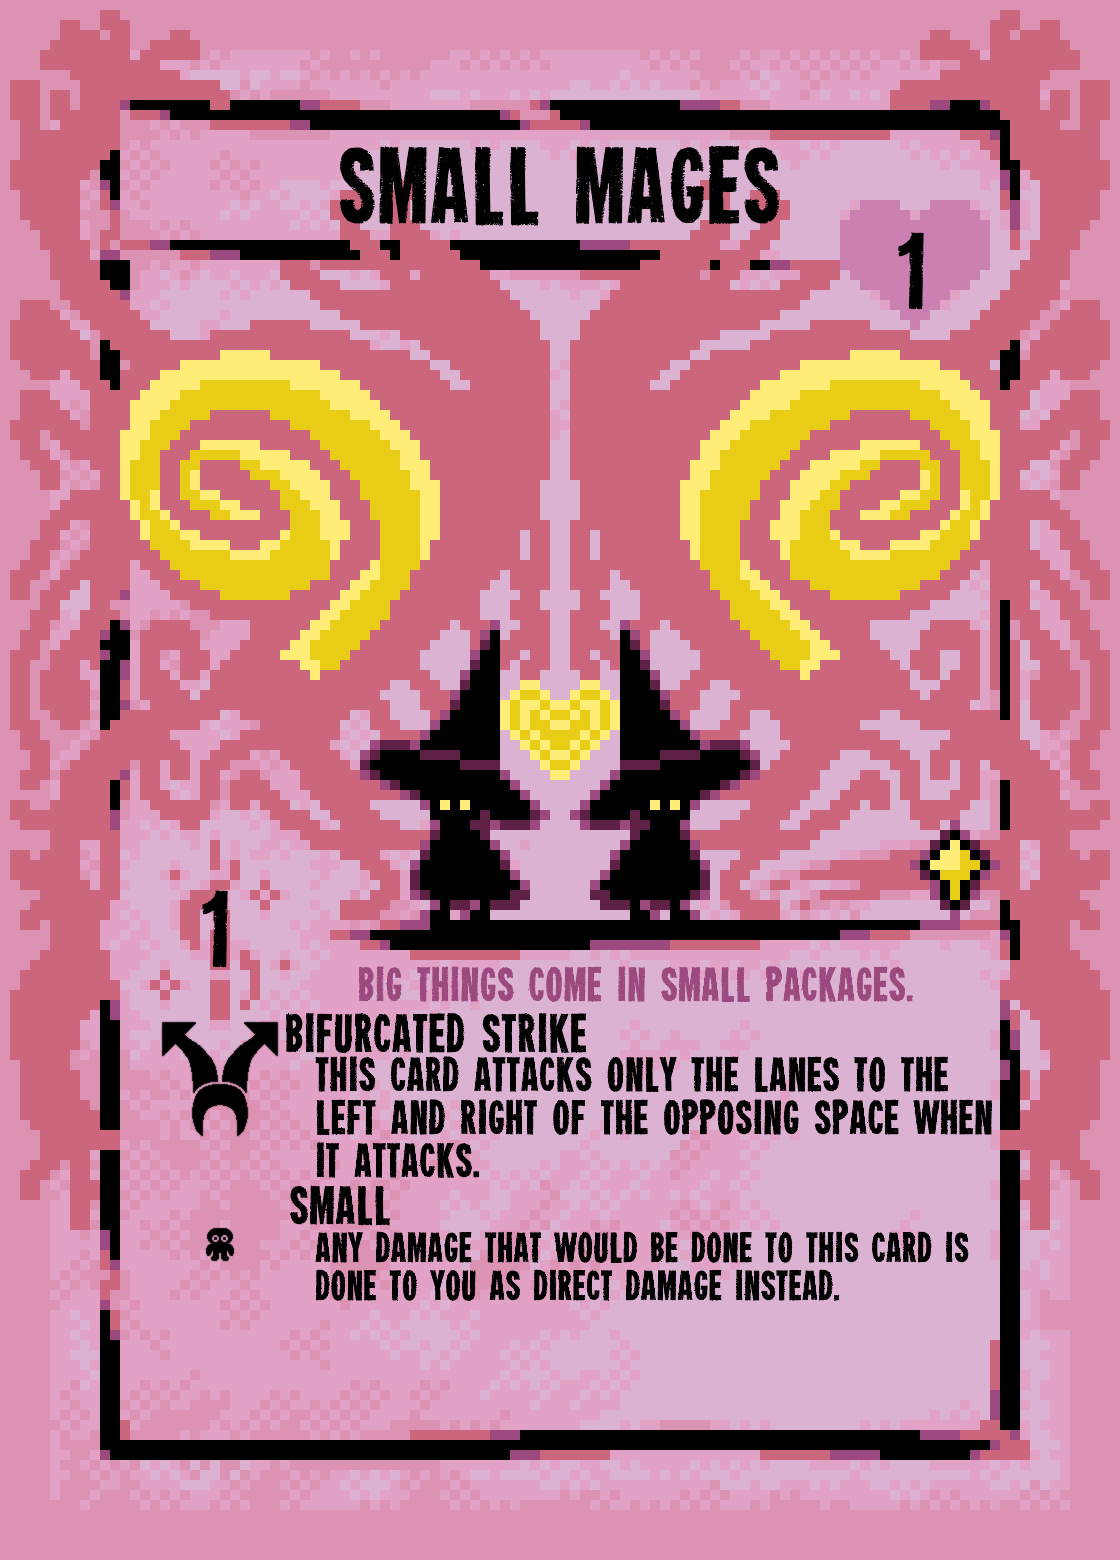 SMALL MAGES
1
1
BIG THINGS COME IN SMALL PACKAGES.
BIFURCATED STRIKE
THIS CARD ATTACKS ONLY THE LANES TO THE
LEFT AND RIGHT OF THE OPPOSING SPACE WHEN
IT ATTACKS.
SMALL
ANY DAMAGE THAT WOULD BE DONE TO THIS CARD IS
DONE TO YOU AS DIRECT DAMAGE INSTEAD.